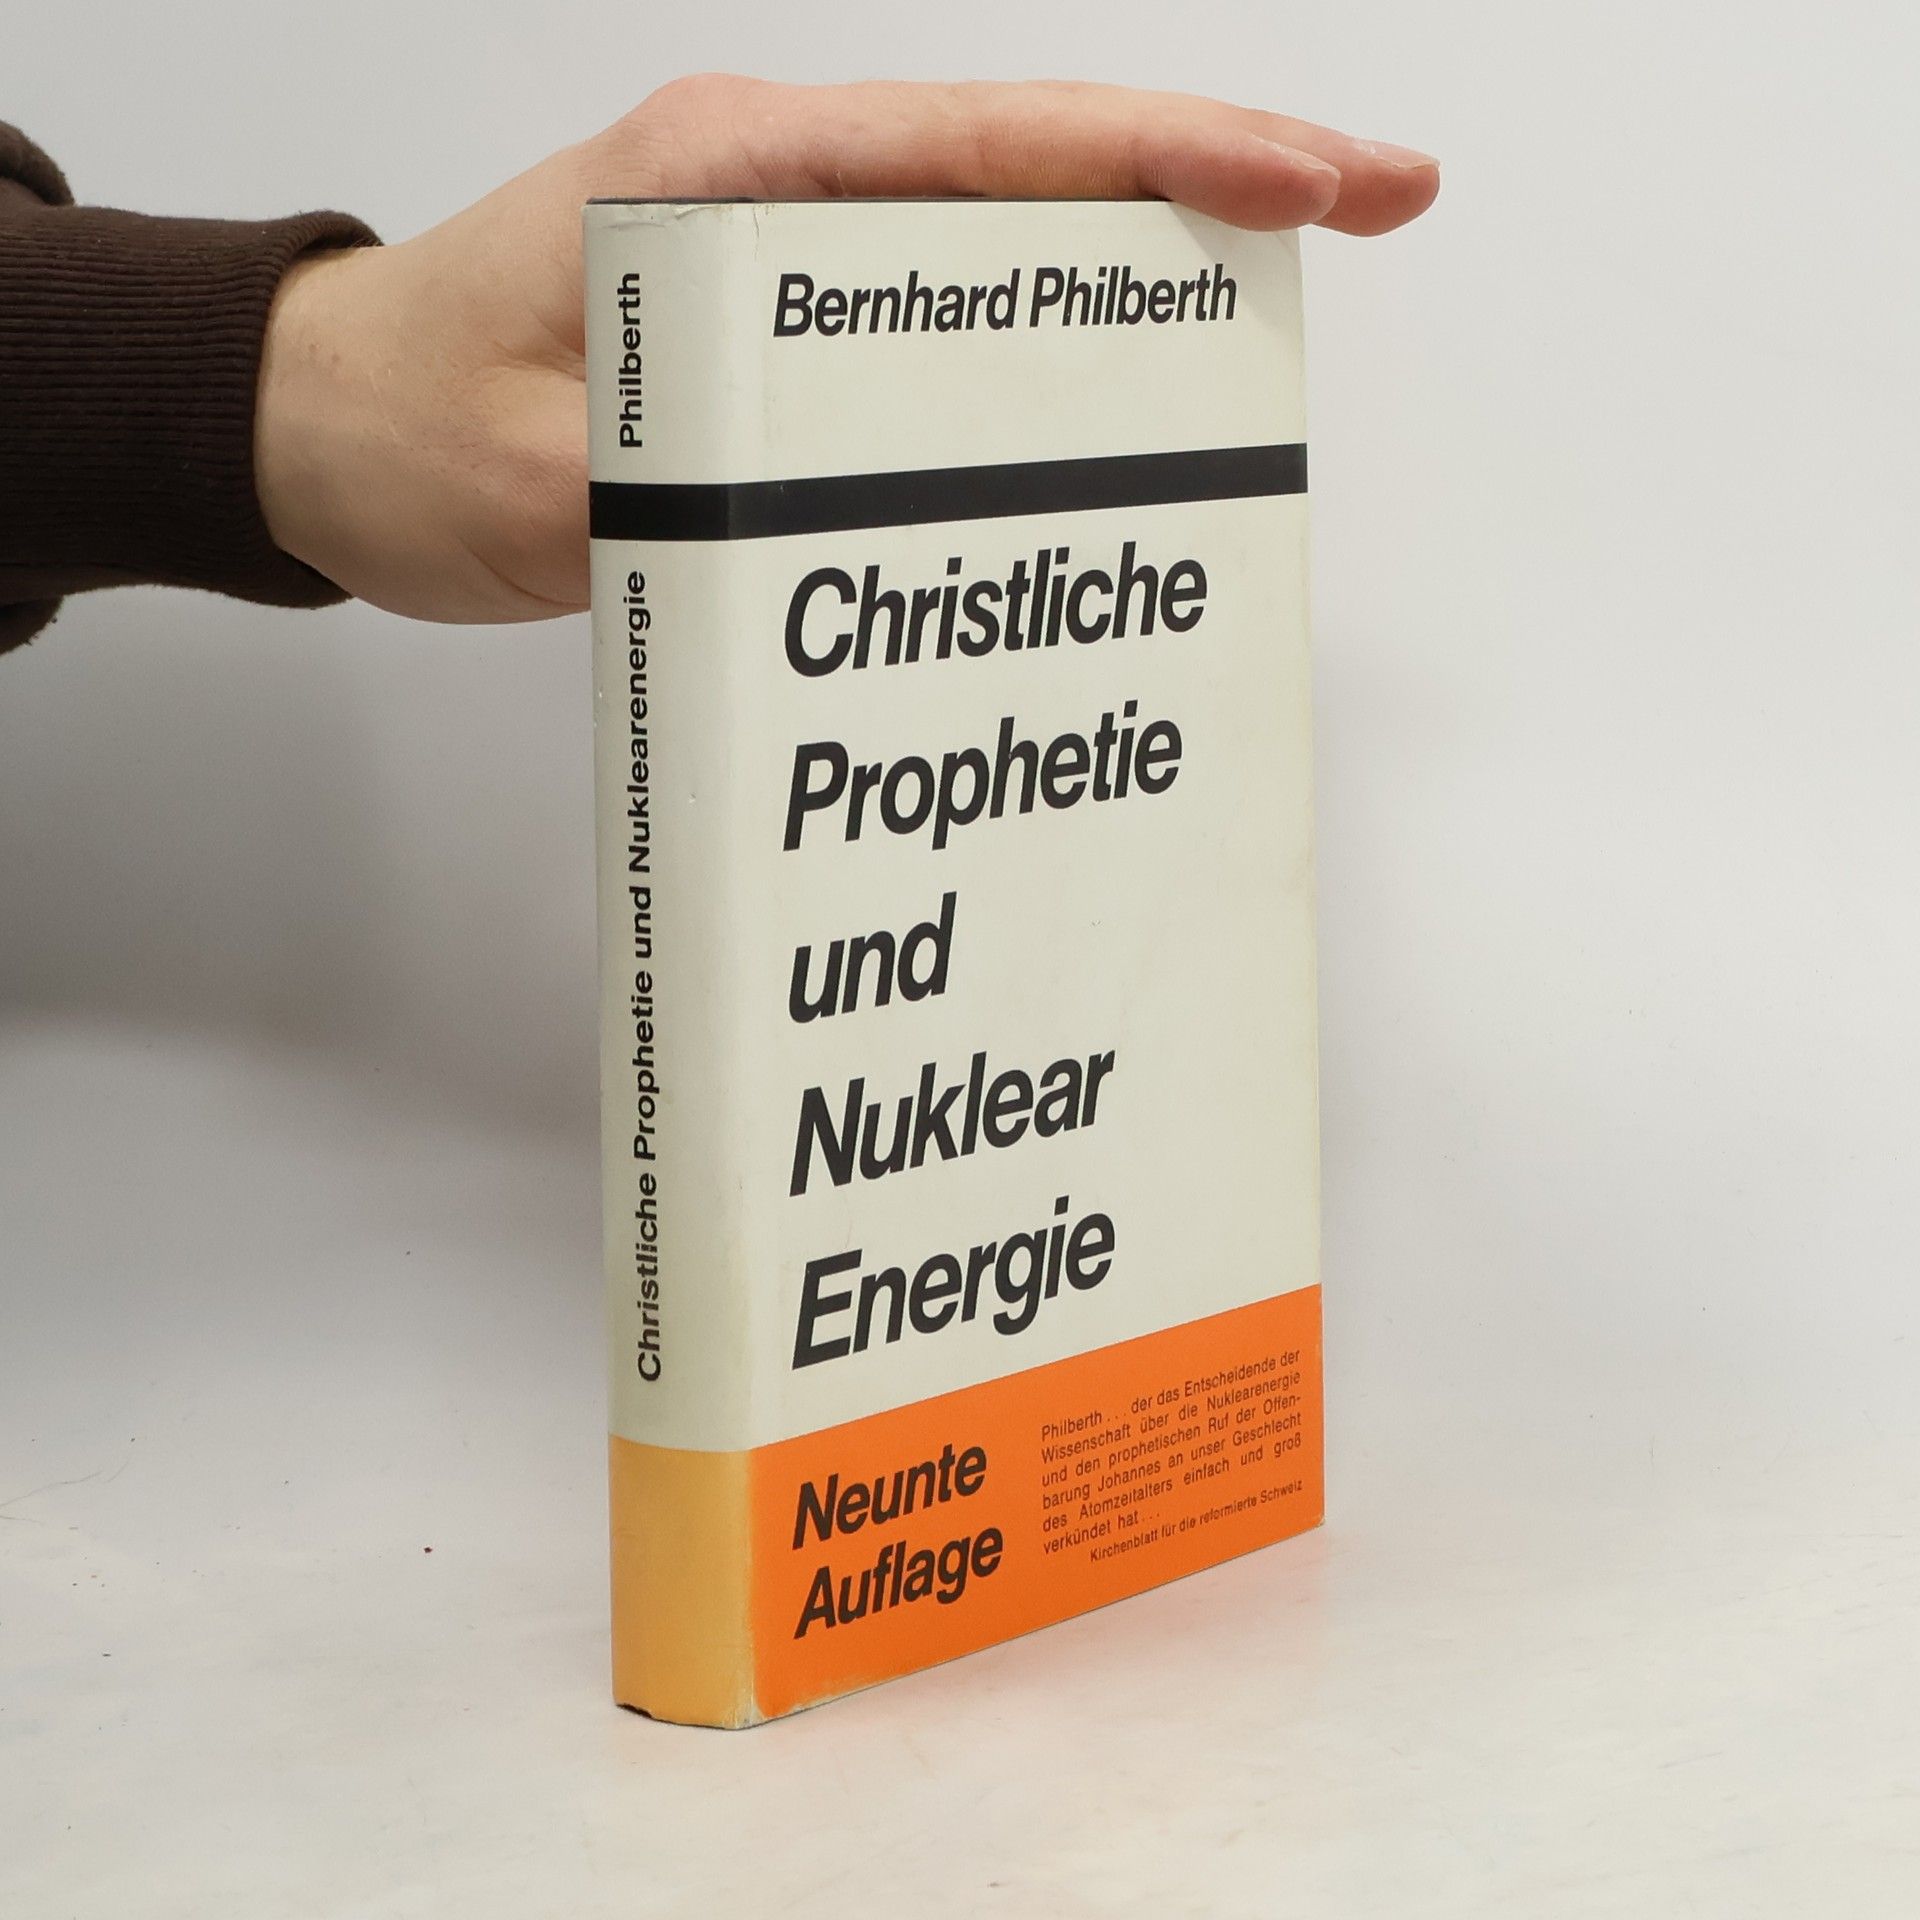 Philberth
Christliche Prophetie und Nuklearenergie
Bernhard Philberth
Christliche
Prophetie
und
Nuklear
Energie
Neunte
Auflage
Philberth ... der das Entscheidende der
Wissenschaft über die Nuklearenergie
und den prophetischen Ruf der Offen-
barung Johannes an unser Geschlecht
des Atomzeitalters einfach und groß
verkündet hat ...
Kirchenblatt für die reformierte Schweiz